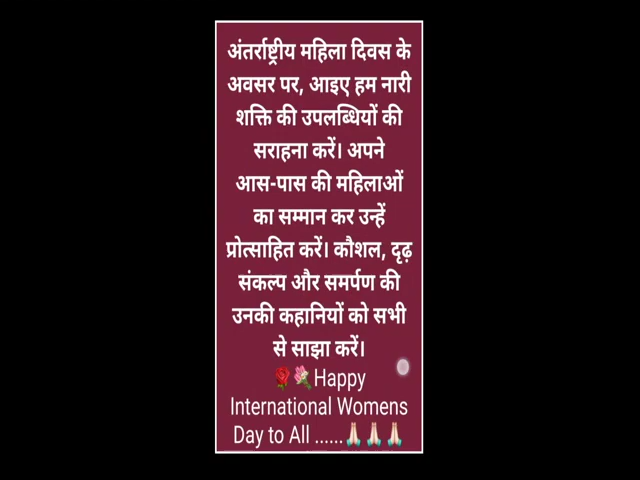 अंतर्राष्ट्रीय महिला दिवस के
अवसर पर, आइए हम नारी
शक्ति की उपलब्धियों की
सराहना करें। अपने
आस-पास की महिलाओं
का सम्मान कर उन्हें
प्रोत्साहित करें। कौशल, दृढ़
संकल्प और समर्पण की
उनकी कहानियों को सभी
से साझा करें।
🌹💐Happy
International Womens
Day to All ......🙏🏻🙏🏻🙏🏻